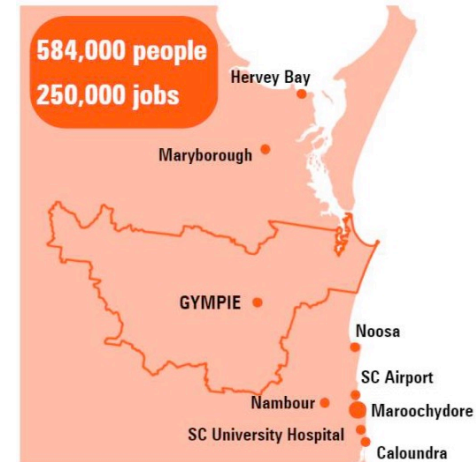 584,000 people
250,000 jobs
Hervey Bay
Maryborough
GYMPIE
Noosa
SC Airport
Nambour
Maroochydore
SC University Hospital
Caloundra